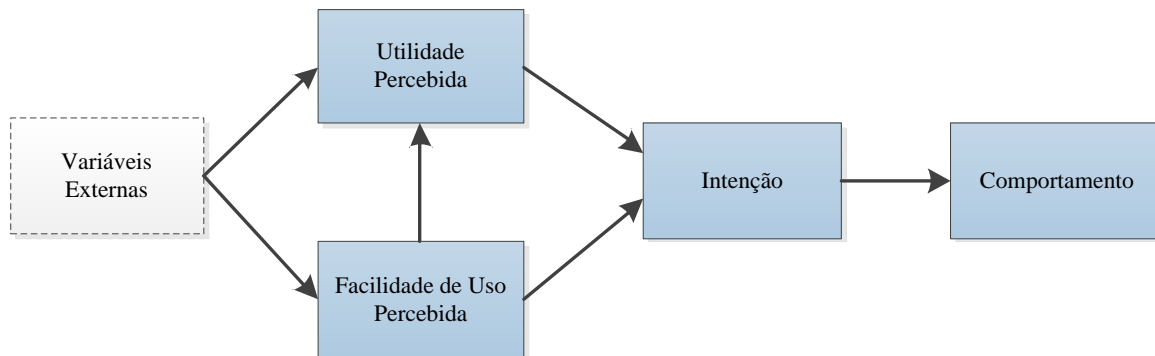 Utilidade
Percebida
Variáveis
Externas
Intenção
Comportamento
Facilidade de Uso
Percebida